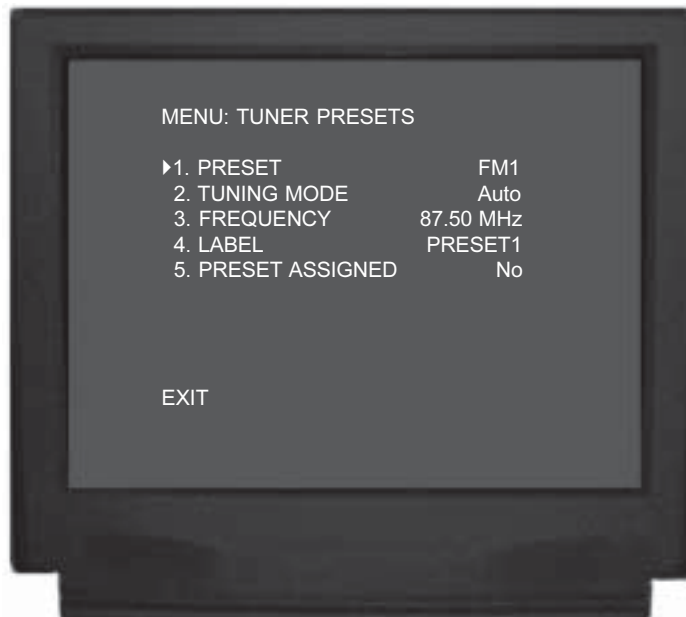 MENU: TUNER PRESETS
▸1. PRESET FM1
2. TUNING MODE Auto
3. FREQUENCY 87.50 MHz
4. LABEL PRESET1
5. PRESET ASSIGNED No
EXIT